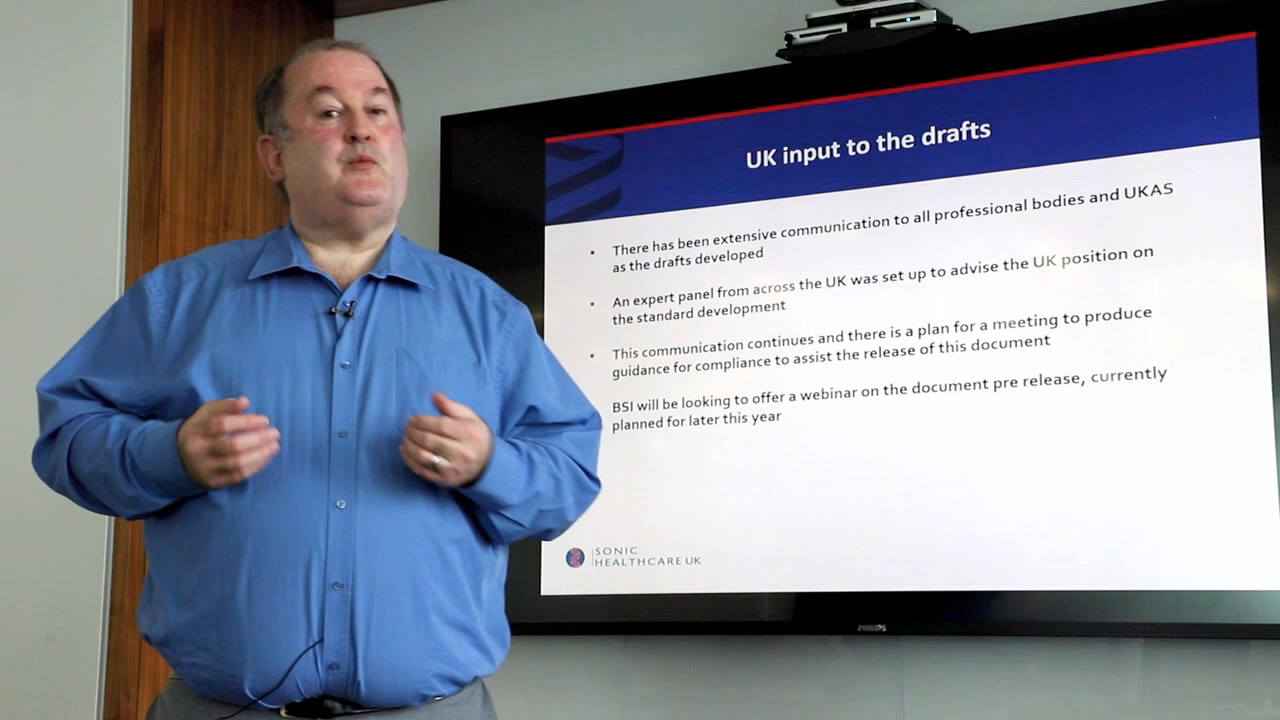 UK input to the drafts
• There has been extensive communication to all professional bodies and UKAS
as the drafts developed
• An expert panel from across the UK was set up to advise the UK position on
the standard development
• This communication continues and there is a plan for a meeting to produce
guidance for compliance to assist the release of this document
BSI will be looking to offer a webinar on the document pre release, currently
planned for later this year
SONIC
HEALTHCARE UK
PHILIPS